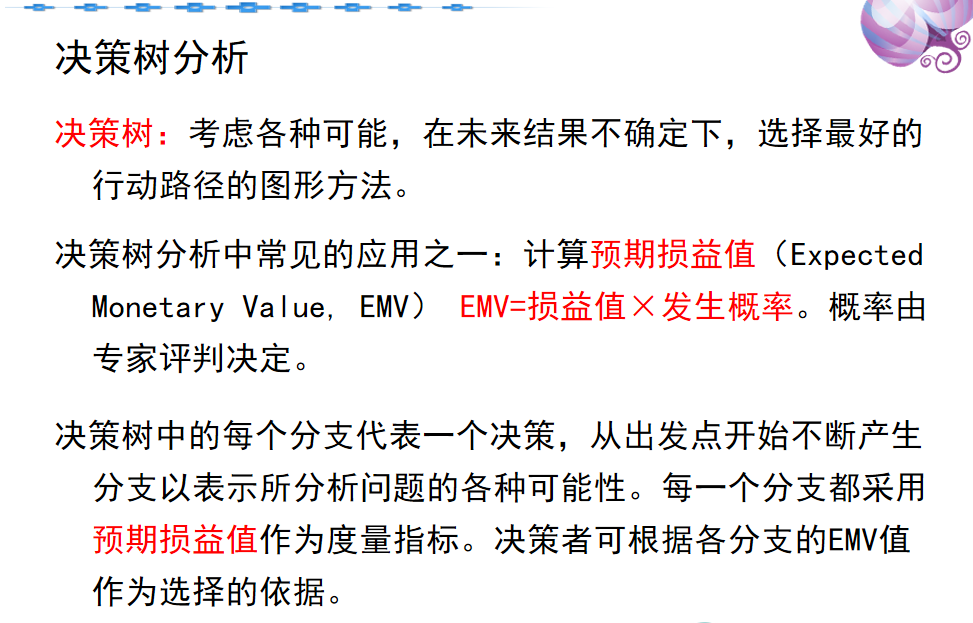 决策树分析
决策树：考虑各种可能，在未来结果不确定下，选择最好的
行动路径的图形方法。
决策树分析中常见的应用之一：计算预期损益值（Expected
Monetary Value, EMV） EMV=损益值×发生概率。概率由
专家评判决定。
决策树中的每个分支代表一个决策，从出发点开始不断产生
分支以表示所分析问题的各种可能性。每一个分支都采用
预期损益值作为度量指标。决策者可根据各分支的EMV值
作为选择的依据。